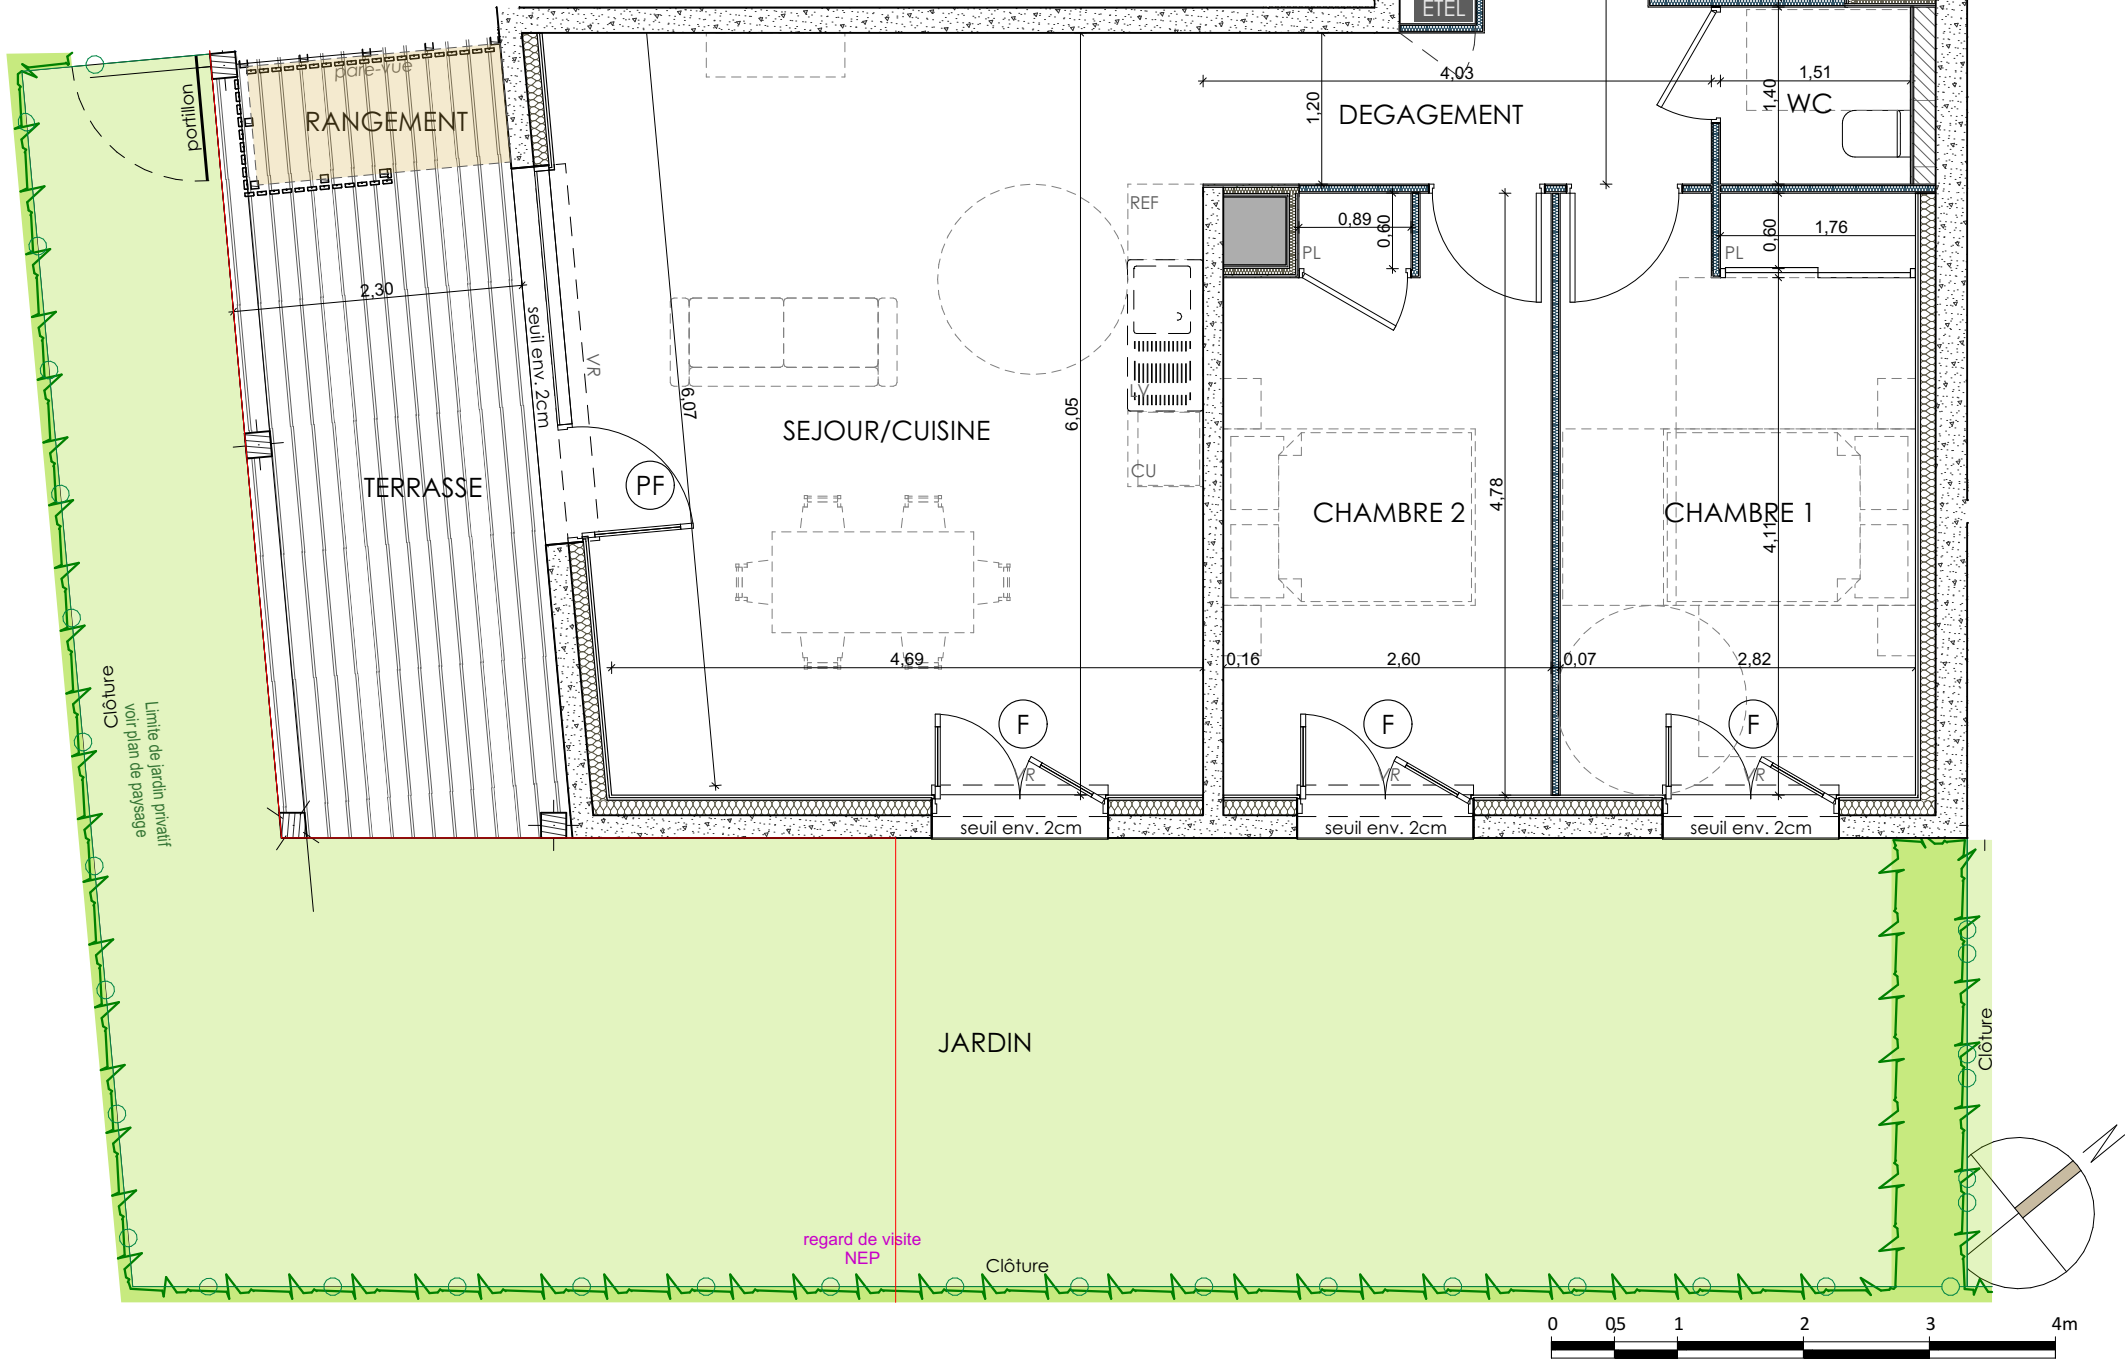 ETEL
pare-vue
portillon
RANGEMENT
4,03
1,51
1,20
1,40
WC
DEGAGEMENT
REF
0,89
0,60
PL
0,60
1,76
PL
2,30
seuil env. 2cm
VR
6,07
LV
6,05
SEJOUR/CUISINE
CU
TERRASSE
PF
4,78
CHAMBRE 2
CHAMBRE 1
4,11
4,69
0,16
2,60
0,07
2,82
Clôture
Limite de jardin privatif
voir plan de paysage
F
F
F
VR
VR
VR
seuil env. 2cm
seuil env. 2cm
seuil env. 2cm
JARDIN
Clôture
regard de visite
NEP
Clôture
N
0 0,5 1 2 3 4m